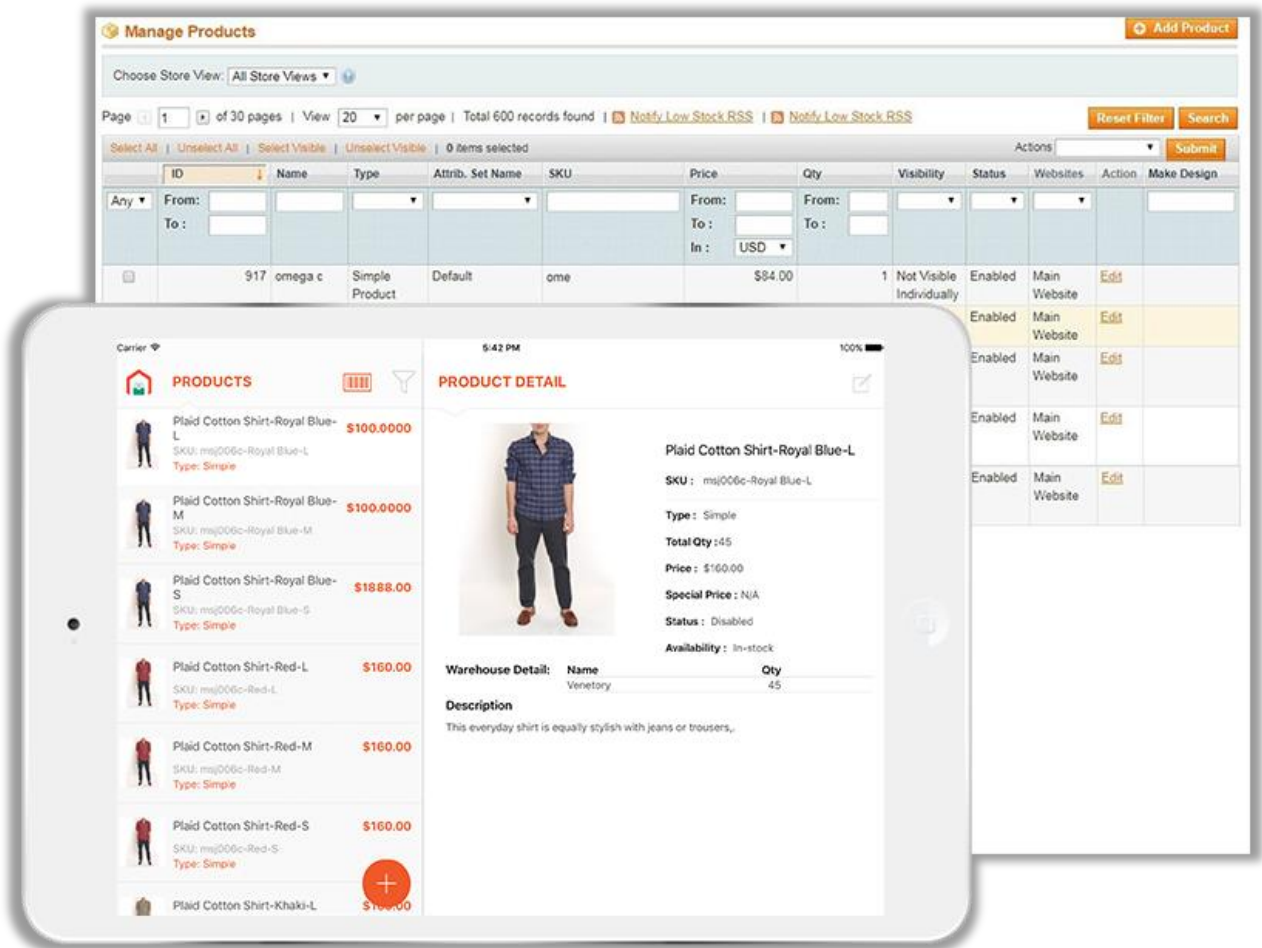 Manage Products
Add Product
Choose Store View: All Store Views
Page 1 of 30 pages | View 20 per page | Total 600 records found | Notify Low Stock RSS | Notify Low Stock RSS
Reset Filter Search
Select All | Unselect All | Select Visible | Unselect Visible | 0 items selected
Actions Submit
ID Name Type Attrib. Set Name SKU Price Qty Visibility Status Websites Action Make Design
Any From: From: From:
To : To : To :
In : USD
917 omega c Simple Default ome $84.00 1 Not Visible Enabled Main Edit
Product Individually Website
Enabled Main Edit
Website
Enabled Main Edit
Website
Enabled Main Edit
Website
Enabled Main Edit
Website
Carrier 5:42 PM 100%
PRODUCTS
Plaid Cotton Shirt-Royal Blue- $100.0000
L
SKU: msj006c-Royal Blue-L
Type: Simple
Plaid Cotton Shirt-Royal Blue- $100.0000
M
SKU: msj006c-Royal Blue-M
Type: Simple
Plaid Cotton Shirt-Royal Blue- $1888.00
S
SKU: msj006c-Royal Blue-S
Type: Simple
Plaid Cotton Shirt-Red-L $160.00
SKU: msj006c-Red-L
Type: Simple
Plaid Cotton Shirt-Red-M $160.00
SKU: msj006c-Red-M
Type: Simple
Plaid Cotton Shirt-Red-S $160.00
SKU: msj006c-Red-S
Type: Simple
Plaid Cotton Shirt-Khaki-L
PRODUCT DETAIL
Plaid Cotton Shirt-Royal Blue-L
SKU : msj006c-Royal Blue-L
Type : Simple
Total Qty :45
Price : $160.00
Special Price : N/A
Status : Disabled
Availability : In-stock
Warehouse Detail: Name Qty
Venetory 45
Description
This everyday shirt is equally stylish with jeans or trousers,.